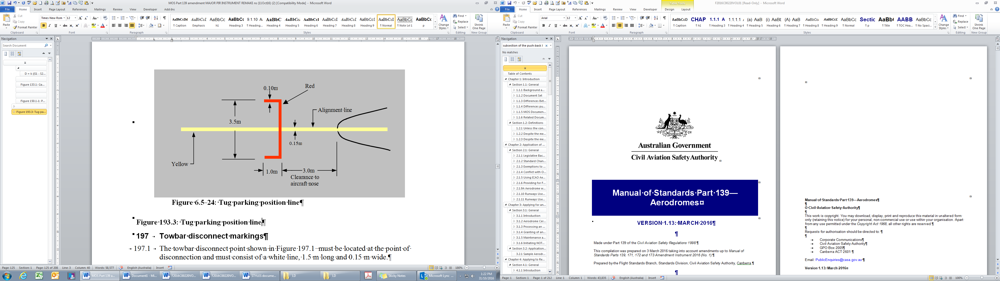 MOS Part 139 amendment MAJOR PIR INSTRUMENT REMAKE ns (11Oct16) (2) [Compatibility Mode] - Microsoft Word
File Home Insert Page Layout References Mailings Review View Developer Add-Ins
Cut
Copy
Format Painter
Paste
Clipboard
Times New Rom 12
Font
Paragraph
AaBbCcDd AaBbCcL AaBbCc AaBbCc 9.1.10 AaBbC AaBbCc AaBbCcI AaBbCcI AaBbCcL AaBbCcE AaBbCcI AaBbCc AaBbCc
¶ Caption Emphasis h1 Heading 3 ¶ Heading... Heading 4 Heading 5 Heading 6 Heading 7 Heading 8 Heading 9 ¶ Normal ¶ Note Lvl 1 p
Styles
Change Styles
Find
Replace
Select
Editing
Shrink One Page
New Group
Navigation
Search Document
D = k ((S1 - S2...
Figure 133.1: Ga...
Figure 150.1-1: P...
Figure 193.3: Tug pa...
0.10m
Red
Alignment line
3.5m
0.15m
Yellow
1.0m
3.0m
Clearance to
aircraft nose
Figure 6.5–24: Tug parking position line¶
Figure 193.3: Tug parking position line¶
197 → Towbar disconnect markings¶
→ 197.1 → The towbar disconnect point shown in Figure 197.1 must be located at the point of
disconnection and must consist of a white line, 1.5 m long and 0.15 m wide.¶
Page: 125 Section: 1 Page: 125 of 208 Line: 3 Column: 40 Words: 58,577 English (Australia) Insert 180%
MOS Part 139 a... Document1 - Mi... F2016C00220VO... F2016C00220VO... STYLES docume... LD LD Sticky Notes Microsoft Lync ...
1:22 PM
31/10/2016
Table Tools
F2016C00220VOL01 [Read-Only] - Microsoft Word
File Home Insert Page Layout References Mailings Review View Developer Design Layout
Cut
Copy
Format Painter
Paste
Clipboard
Arial 12
Font
Paragraph
AaBbCcD CHAP 1.1.1 A 1.1.1.1 (a) AaB (i) AaBt (A) AaB AaBbCc AaBbCcE AaBbCc Sectic AaBb( AABB AaBbCc
¶ Caption ¶ h1 ¶ Heading 3 ¶ Heading 4 ¶ Heading 5 ¶ Heading 6 ¶ Heading 7 ¶ Heading 8 ¶ Heading 9 ¶ Normal ¶ p ¶ Title ¶ TOC Hea... ¶ No Spaci...
Styles
Change Styles
Find
Replace
Select
Editing
Shrink One Page
New Group
Navigation
subsection of the push-back l
No matches
Table of Contents
Chapter 1: Introduction
Section 1.1: General
1.1.1 Background a...
1.1.2 Document Set
1.1.3 Differences Bet...
1.1.4 Differences pu...
1.1.5 MOS Documen...
1.1.6 Related Docum...
Section 1.2: Definitions
1.2.1 Unless the con...
1.2.2 Despite the me...
1.2.3 Despite the me...
Chapter 2: Application of ...
Section 2.1: General
2.1.1 Legislative Bac...
2.1.2 Standard Chan...
2.1.3 Exemptions to ...
2.1.4 Conflict with O...
2.1.5 Using ICAO Ae...
2.1.6 Providing for F...
2.1.9A Aerodrome w...
2.1.10 Runways Use...
2.1.11 Runways Use...
Chapter 3: Applying for an...
Section 3.1: General
3.1.1 Introduction
3.1.2 Aerodrome Cer...
3.1.3 Processing an ...
3.1.4 Granting of an...
3.1.5 Maintenance a...
3.1.6 Initiating NOT...
Section 3.2: Application...
3.2.1 Sample Aerodr...
Chapter 4: Applying to Re...
Section 4.1: General
4.1.1 Introduction
AUSTRALIA
Australian Government
Civil Aviation Safety Authority
Manual of Standards Part 139—
Aerodromes¤
VERSION 1.13: MARCH 2016¶
¶
Made under Part 139 of the Civil Aviation Safety Regulations 1998.¶
This compilation was prepared on 3 March 2016 taking into account amendments up to Manual of
Standards Parts 139, 171, 172 and 173 Amendment Instrument 2016 (No. 1).¶
Prepared by the Flight Standards Branch, Standards Division, Civil Aviation Safety Authority, Canberra.¶
¶
Manual of Standards Part 139—Aerodromes¶
¶
© Civil Aviation Safety Authority¶
¶
This work is copyright. You may download, display, print and reproduce this material in unaltered form
only (retaining this notice) for your personal, non-commercial use or use within your organisation. Apart
from any use permitted under the Copyright Act 1968, all other rights are reserved.¶
¶
Requests for authorisation should be directed to: ¶
¶
→ Corporate Communications¶
→ Civil Aviation Safety Authority¶
→ GPO Box 2005¶
→ Canberra ACT 2601 ¶
Email: PublicEnquiries@casa.gov.au ¶
Version 1.13: March 2016¤
Page: 1 Section: 1 Page: 1 of 212 Line: 1 Column: 1 Words: 43,835 English (Australia) Insert 100%